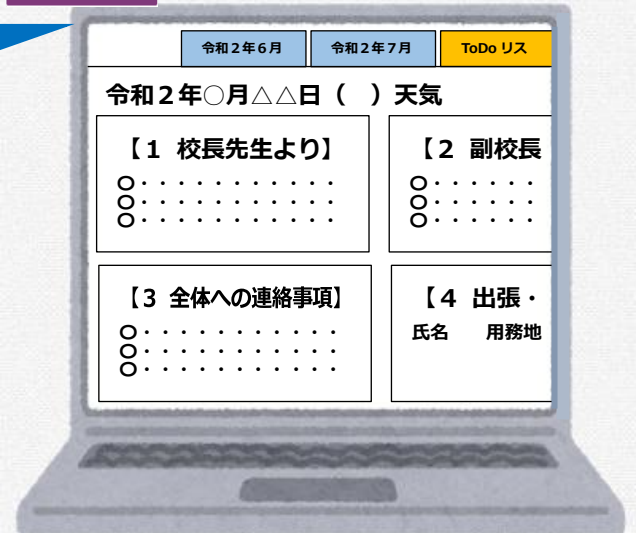 令和２年６月 令和２年７月 ToDo リス
令和２年○月△△日（　）天気
【１ 校長先生より】 【２ 副校長
○・・・・・・・・・・・ ○・・・・・・
○・・・・・・・・・・・ ○・・・・・・
○・・・・・・・・・・・ ○・・・・・・
【３ 全体への連絡事項】 【４ 出張・
○・・・・・・・・・・・ 氏名 用務地
○・・・・・・・・・・・
○・・・・・・・・・・・